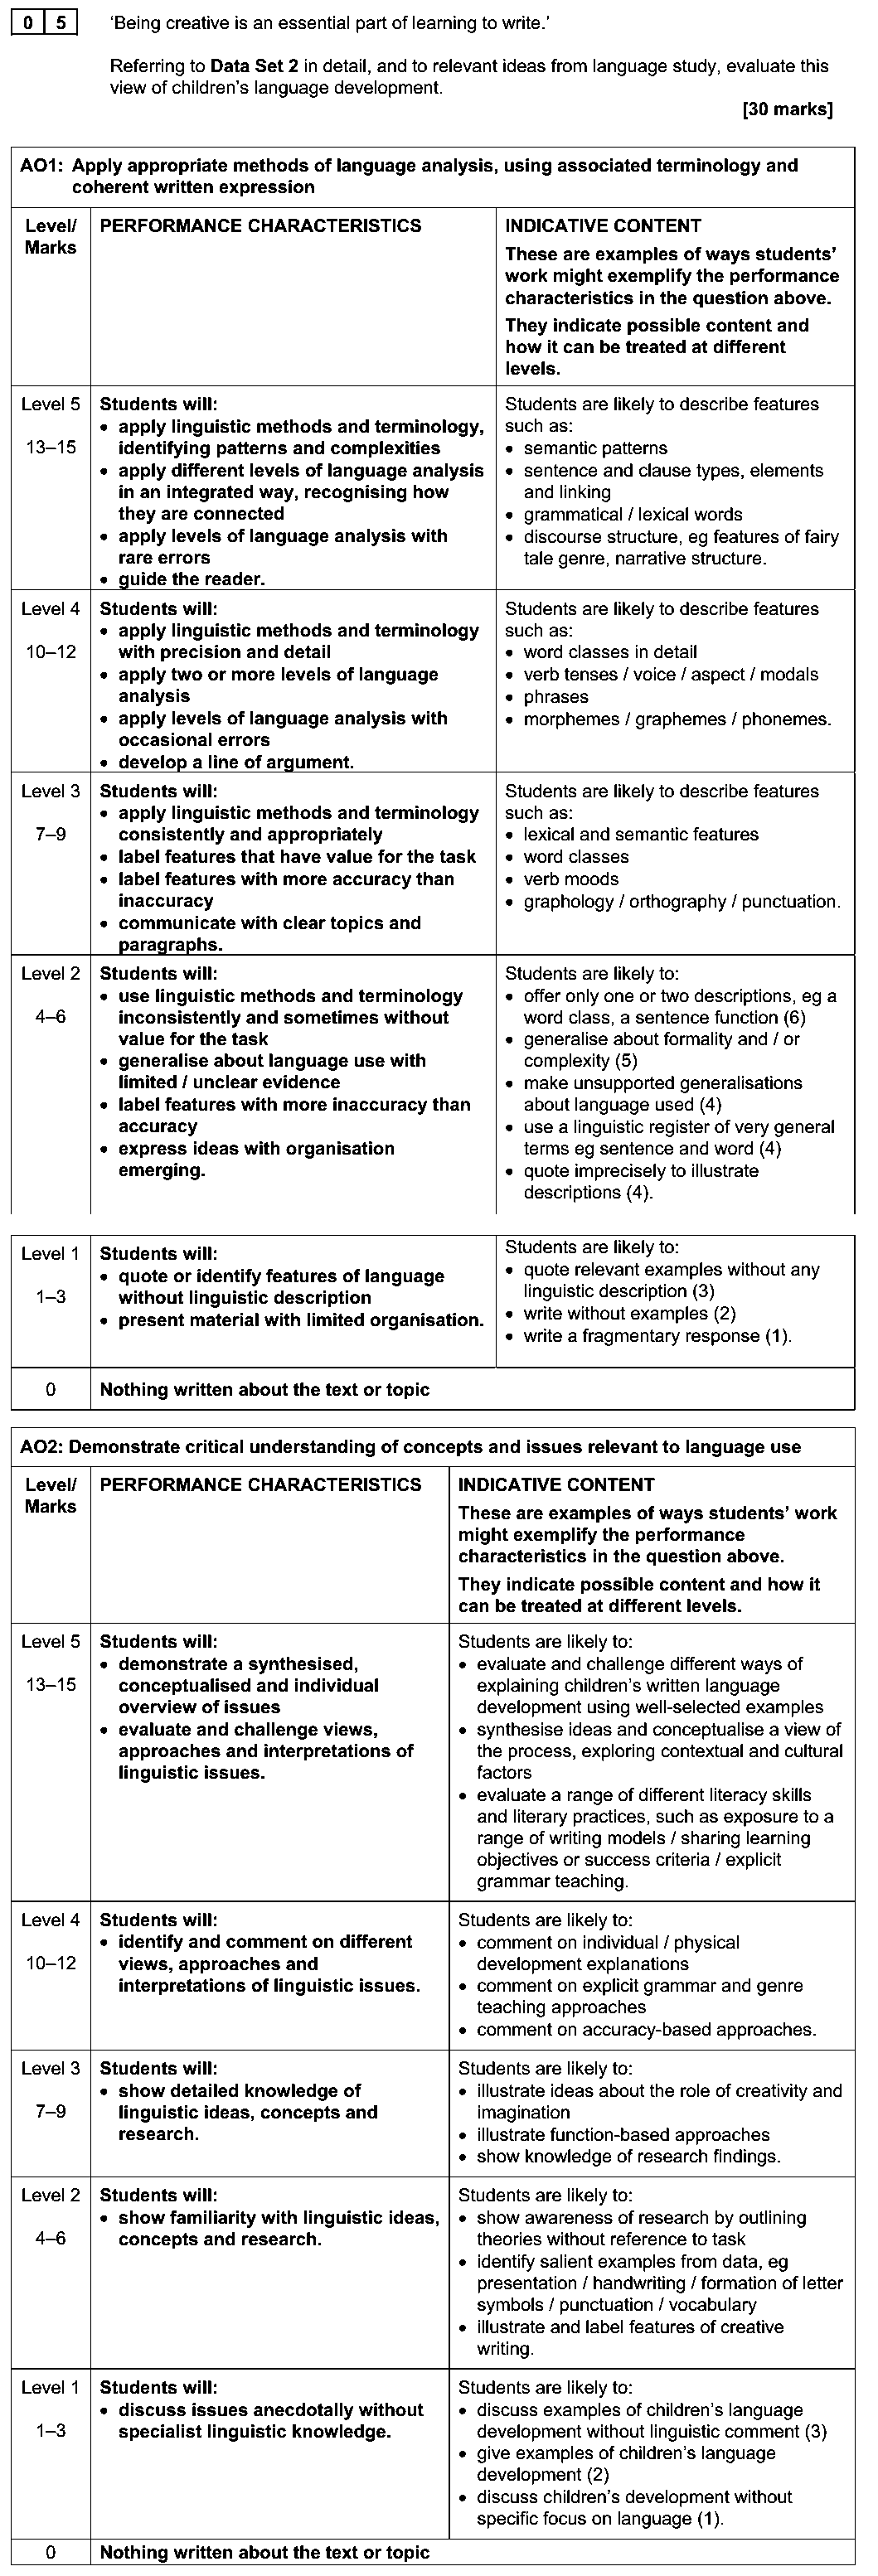 0 5 'Being creative is an essential part of learning to write.'
Referring to Data Set 2 in detail, and to relevant ideas from language study, evaluate this
view of children's language development.
[30 marks]
AO1: Apply appropriate methods of language analysis, using associated terminology and
coherent written expression
Level/
Marks
PERFORMANCE CHARACTERISTICS
INDICATIVE CONTENT
These are examples of ways students'
work might exemplify the performance
characteristics in the question above.
They indicate possible content and
how it can be treated at different
levels.
Level 5
13–15
Students will:
• apply linguistic methods and terminology,
identifying patterns and complexities
• apply different levels of language analysis
in an integrated way, recognising how
they are connected
• apply levels of language analysis with
rare errors
• guide the reader.
Students are likely to describe features
such as:
• semantic patterns
• sentence and clause types, elements
and linking
• grammatical / lexical words
• discourse structure, eg features of fairy
tale genre, narrative structure.
Level 4
10–12
Students will:
• apply linguistic methods and terminology
with precision and detail
• apply two or more levels of language
analysis
• apply levels of language analysis with
occasional errors
• develop a line of argument.
Students are likely to describe features
such as:
• word classes in detail
• verb tenses / voice / aspect / modals
• phrases
• morphemes / graphemes / phonemes.
Level 3
7–9
Students will:
• apply linguistic methods and terminology
consistently and appropriately
• label features that have value for the task
• label features with more accuracy than
inaccuracy
• communicate with clear topics and
paragraphs.
Students are likely to describe features
such as:
• lexical and semantic features
• word classes
• verb moods
• graphology / orthography / punctuation.
Level 2
4–6
Students will:
• use linguistic methods and terminology
inconsistently and sometimes without
value for the task
• generalise about language use with
limited / unclear evidence
• label features with more inaccuracy than
accuracy
• express ideas with organisation
emerging.
Students are likely to:
• offer only one or two descriptions, eg a
word class, a sentence function (6)
• generalise about formality and / or
complexity (5)
• make unsupported generalisations
about language used (4)
• use a linguistic register of very general
terms eg sentence and word (4)
• quote imprecisely to illustrate
descriptions (4).
Level 1
1–3
Students will:
• quote or identify features of language
without linguistic description
• present material with limited organisation.
Students are likely to:
• quote relevant examples without any
linguistic description (3)
• write without examples (2)
• write a fragmentary response (1).
0
Nothing written about the text or topic
AO2: Demonstrate critical understanding of concepts and issues relevant to language use
Level/
Marks
PERFORMANCE CHARACTERISTICS
INDICATIVE CONTENT
These are examples of ways students' work
might exemplify the performance
characteristics in the question above.
They indicate possible content and how it
can be treated at different levels.
Level 5
13–15
Students will:
• demonstrate a synthesised,
conceptualised and individual
overview of issues
• evaluate and challenge views,
approaches and interpretations of
linguistic issues.
Students are likely to:
• evaluate and challenge different ways of
explaining children's written language
development using well-selected examples
• synthesise ideas and conceptualise a view of
the process, exploring contextual and cultural
factors
• evaluate a range of different literacy skills
and literary practices, such as exposure to a
range of writing models / sharing learning
objectives or success criteria / explicit
grammar teaching.
Level 4
10–12
Students will:
• identify and comment on different
views, approaches and
interpretations of linguistic issues.
Students are likely to:
• comment on individual / physical
development explanations
• comment on explicit grammar and genre
teaching approaches
• comment on accuracy-based approaches.
Level 3
7–9
Students will:
• show detailed knowledge of
linguistic ideas, concepts and
research.
Students are likely to:
• illustrate ideas about the role of creativity and
imagination
• illustrate function-based approaches
• show knowledge of research findings.
Level 2
4–6
Students will:
• show familiarity with linguistic ideas,
concepts and research.
Students are likely to:
• show awareness of research by outlining
theories without reference to task
• identify salient examples from data, eg
presentation / handwriting / formation of letter
symbols / punctuation / vocabulary
• illustrate and label features of creative
writing.
Level 1
1–3
Students will:
• discuss issues anecdotally without
specialist linguistic knowledge.
Students are likely to:
• discuss examples of children's language
development without linguistic comment (3)
• give examples of children's language
development (2)
• discuss children's development without
specific focus on language (1).
0
Nothing written about the text or topic